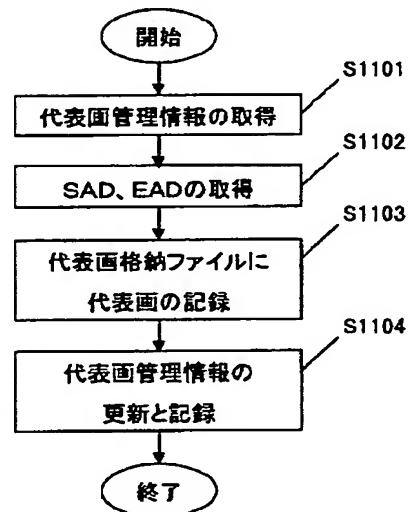 開始
S1101
代表画管理情報の取得
S1102
SAD、EADの取得
S1103
代表画格納ファイルに
代表画の記録
S1104
代表画管理情報の
更新と記録
終了